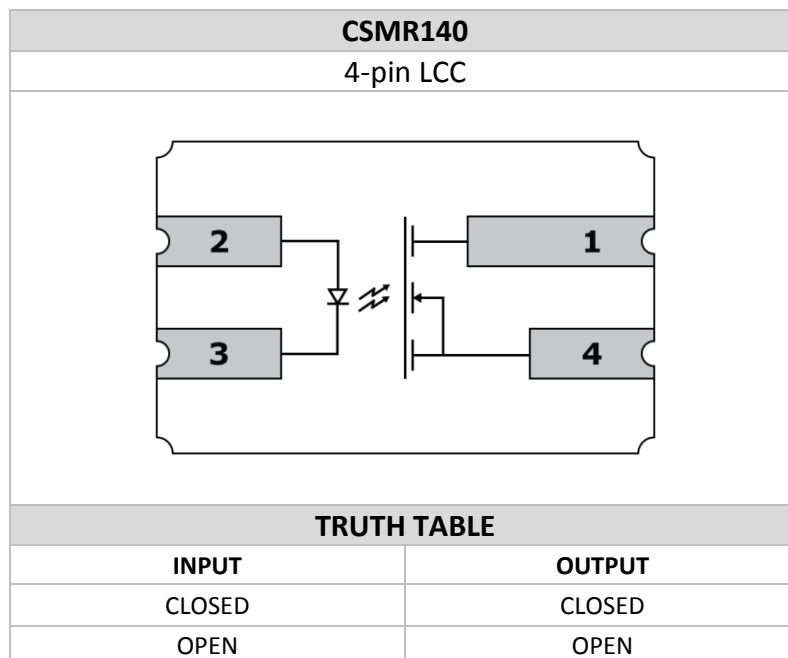 CSMR140
4-pin LCC
2 1
3 4
TRUTH TABLE
INPUT OUTPUT
CLOSED CLOSED
OPEN OPEN